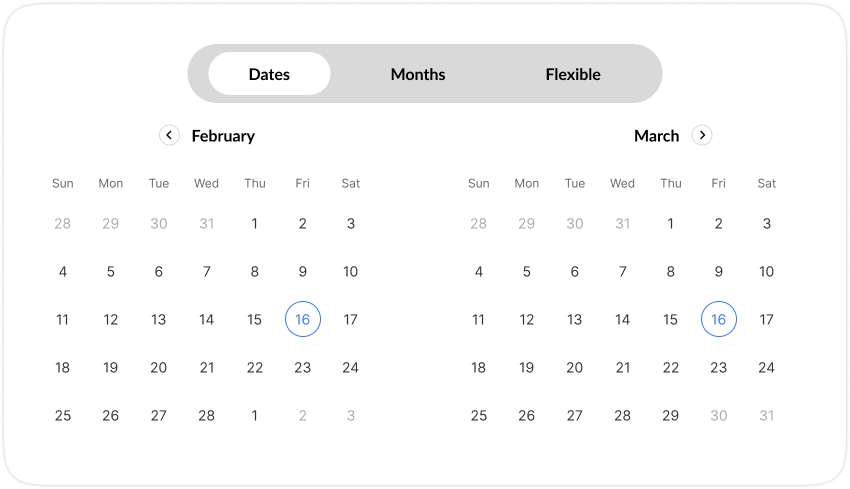 Dates Months Flexible
February
Sun Mon Tue Wed Thu Fri Sat
28 29 30 31 1 2 3
4 5 6 7 8 9 10
11 12 13 14 15 16 17
18 19 20 21 22 23 24
25 26 27 28 1 2 3
March
Sun Mon Tue Wed Thu Fri Sat
28 29 30 31 1 2 3
4 5 6 7 8 9 10
11 12 13 14 15 16 17
18 19 20 21 22 23 24
25 26 27 28 29 30 31